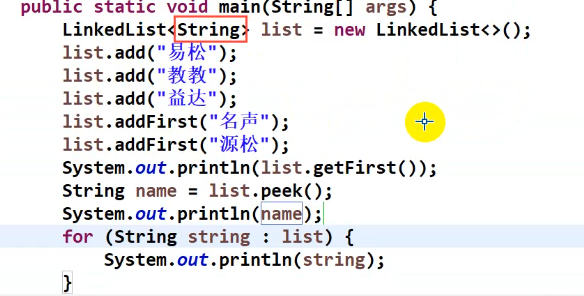 public static void main(String[] args) {
LinkedList<String> list = new LinkedList<>();
list.add("易松");
list.add("教教");
list.add("益达");
list.addFirst("名声");
list.addFirst("源松");
System.out.println(list.getFirst());
String name = list.peek();
System.out.println(name);
for (String string : list) {
System.out.println(string);
}